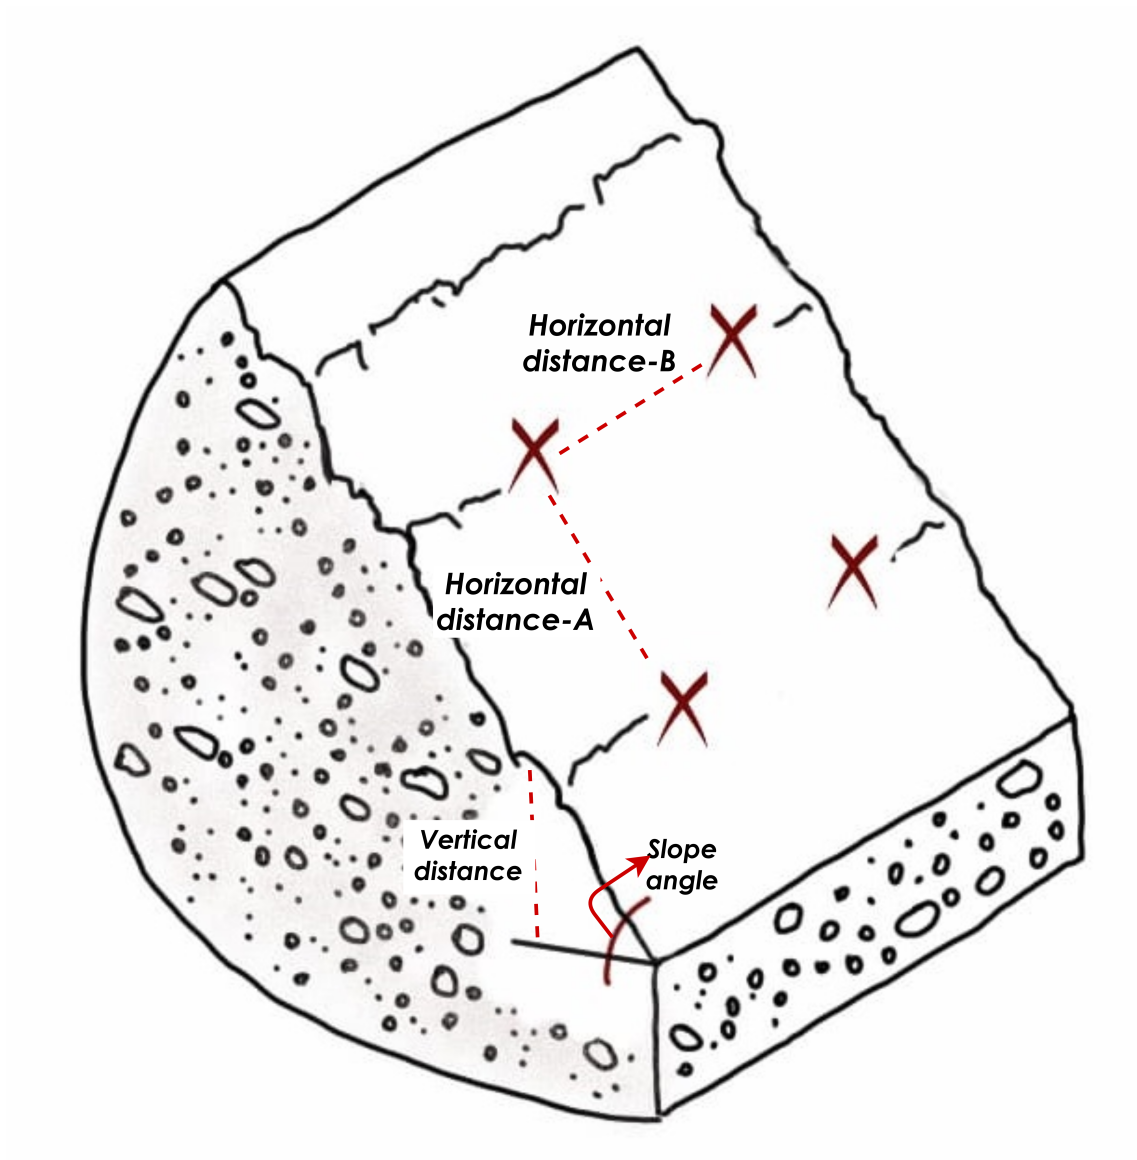 Horizontal
distance-B
Horizontal
distance-A
Vertical
distance
Slope
angle